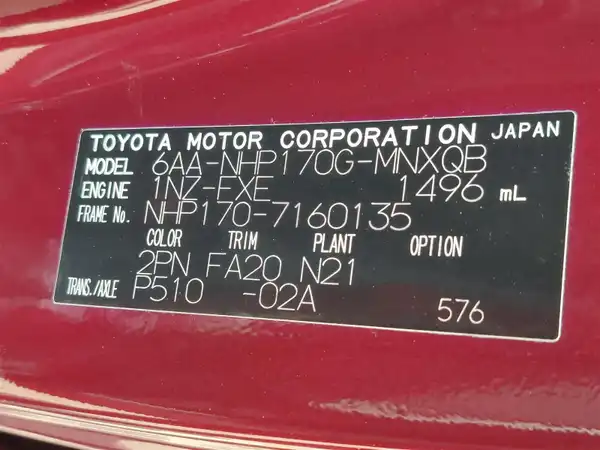 TOYOTA MOTOR CORPORATION JAPAN
MODEL 6AA-NHP170G-MNXQB
ENGINE 1NZ-FXE 1496 mL
FRAME No. NHP170-7160135
COLOR TRIM PLANT OPTION
2PN FA20 N21
TRANS./AXLE P510 -02A 576